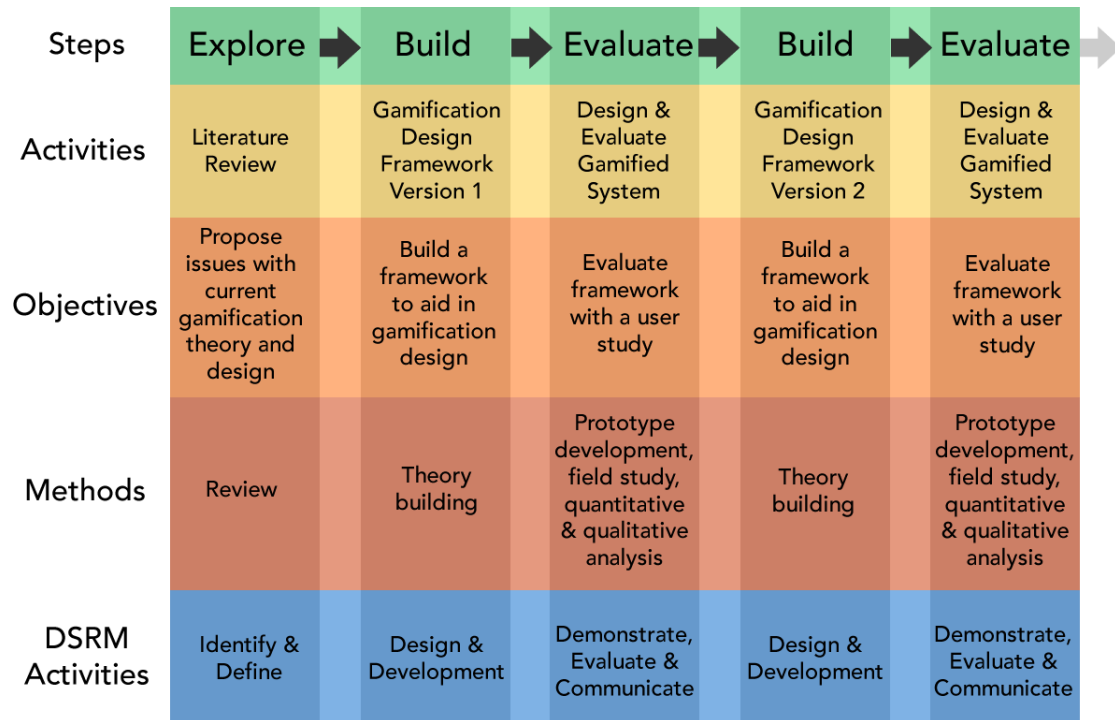 Steps
Explore
Build
Evaluate
Build
Evaluate
Activities
Literature
Review
Gamification
Design
Framework
Version 1
Design &
Evaluate
Gamified
System
Gamification
Design
Framework
Version 2
Design &
Evaluate
Gamified
System
Objectives
Propose
issues with
current
gamification
theory and
design
Build a
framework
to aid in
gamification
design
Evaluate
framework
with a user
study
Build a
framework
to aid in
gamification
design
Evaluate
framework
with a user
study
Methods
Review
Theory
building
Prototype
development,
field study,
quantitative
& qualitative
analysis
Theory
building
Prototype
development,
field study,
quantitative
& qualitative
analysis
DSRM
Activities
Identify &
Define
Design &
Development
Demonstrate,
Evaluate &
Communicate
Design &
Development
Demonstrate,
Evaluate &
Communicate